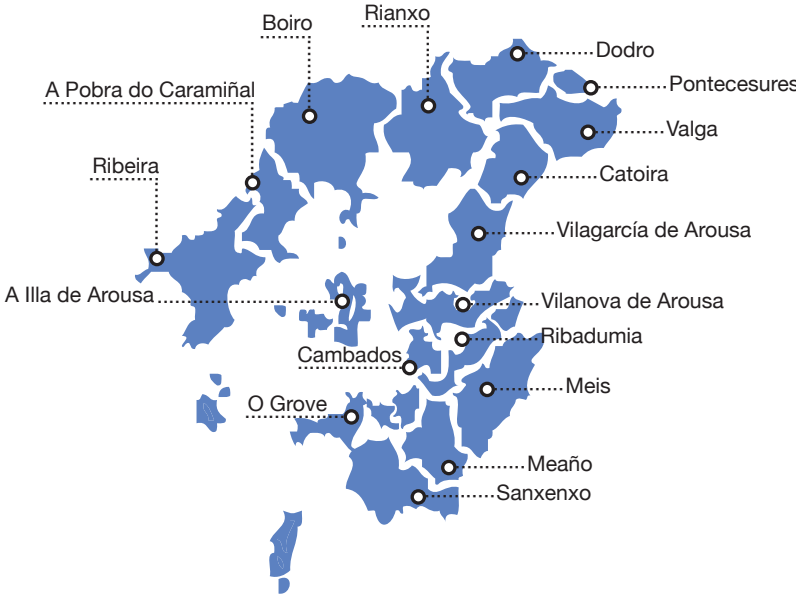 Rianxo
Boiro
Dodro
Pontecesures
A Pobra do Caramiñal
Valga
Ribeira
Catoira
Vilagarcía de Arousa
A Illa de Arousa
Vilanova de Arousa
Ribadumia
Cambados
Meis
O Grove
Meaño
Sanxenxo